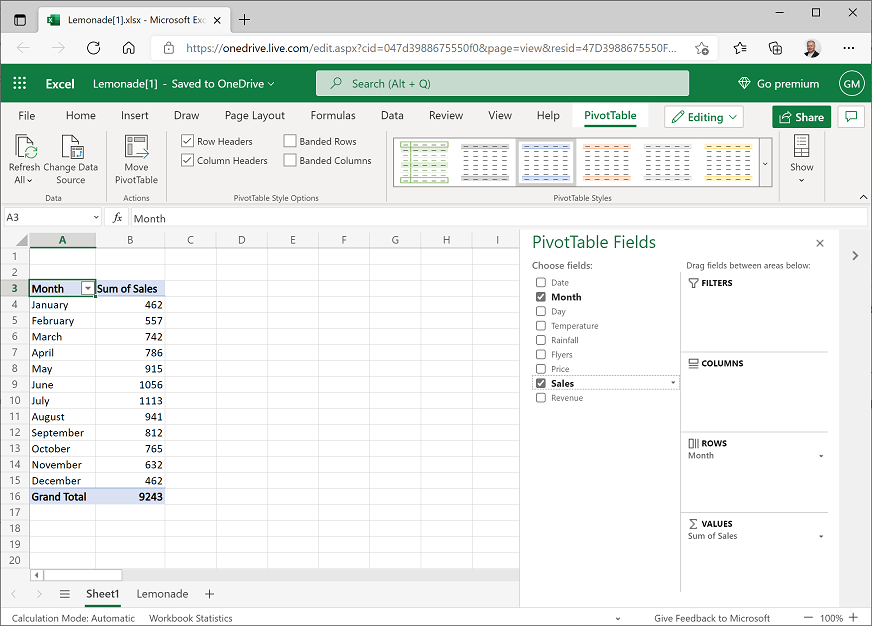 Lemonade[1].xlsx - Microsoft Exc
https://onedrive.live.com/edit.aspx?cid=047d3988675550f0&page=view&resid=47D3988675550F...
Excel Lemonade[1] - Saved to OneDrive
Search (Alt + Q)
Go premium GM
File Home Insert Draw Page Layout Formulas Data Review View Help PivotTable Editing Share
Refresh All
Change Data Source
Data
Move PivotTable
Actions
Row Headers Banded Rows
Column Headers Banded Columns
PivotTable Style Options
PivotTable Styles
Show
A3 fx Month
A B C D E F G H I
1
2
3 Month Sum of Sales
4 January 462
5 February 557
6 March 742
7 April 786
8 May 915
9 June 1056
10 July 1113
11 August 941
12 September 812
13 October 765
14 November 632
15 December 462
16 Grand Total 9243
17
18
19
20
PivotTable Fields
Choose fields:
Date
Month
Day
Temperature
Rainfall
Flyers
Price
Sales
Revenue
Drag fields between areas below:
FILTERS
COLUMNS
ROWS
Month
VALUES
Sum of Sales
Sheet1 Lemonade
Calculation Mode: Automatic Workbook Statistics Give Feedback to Microsoft 100%